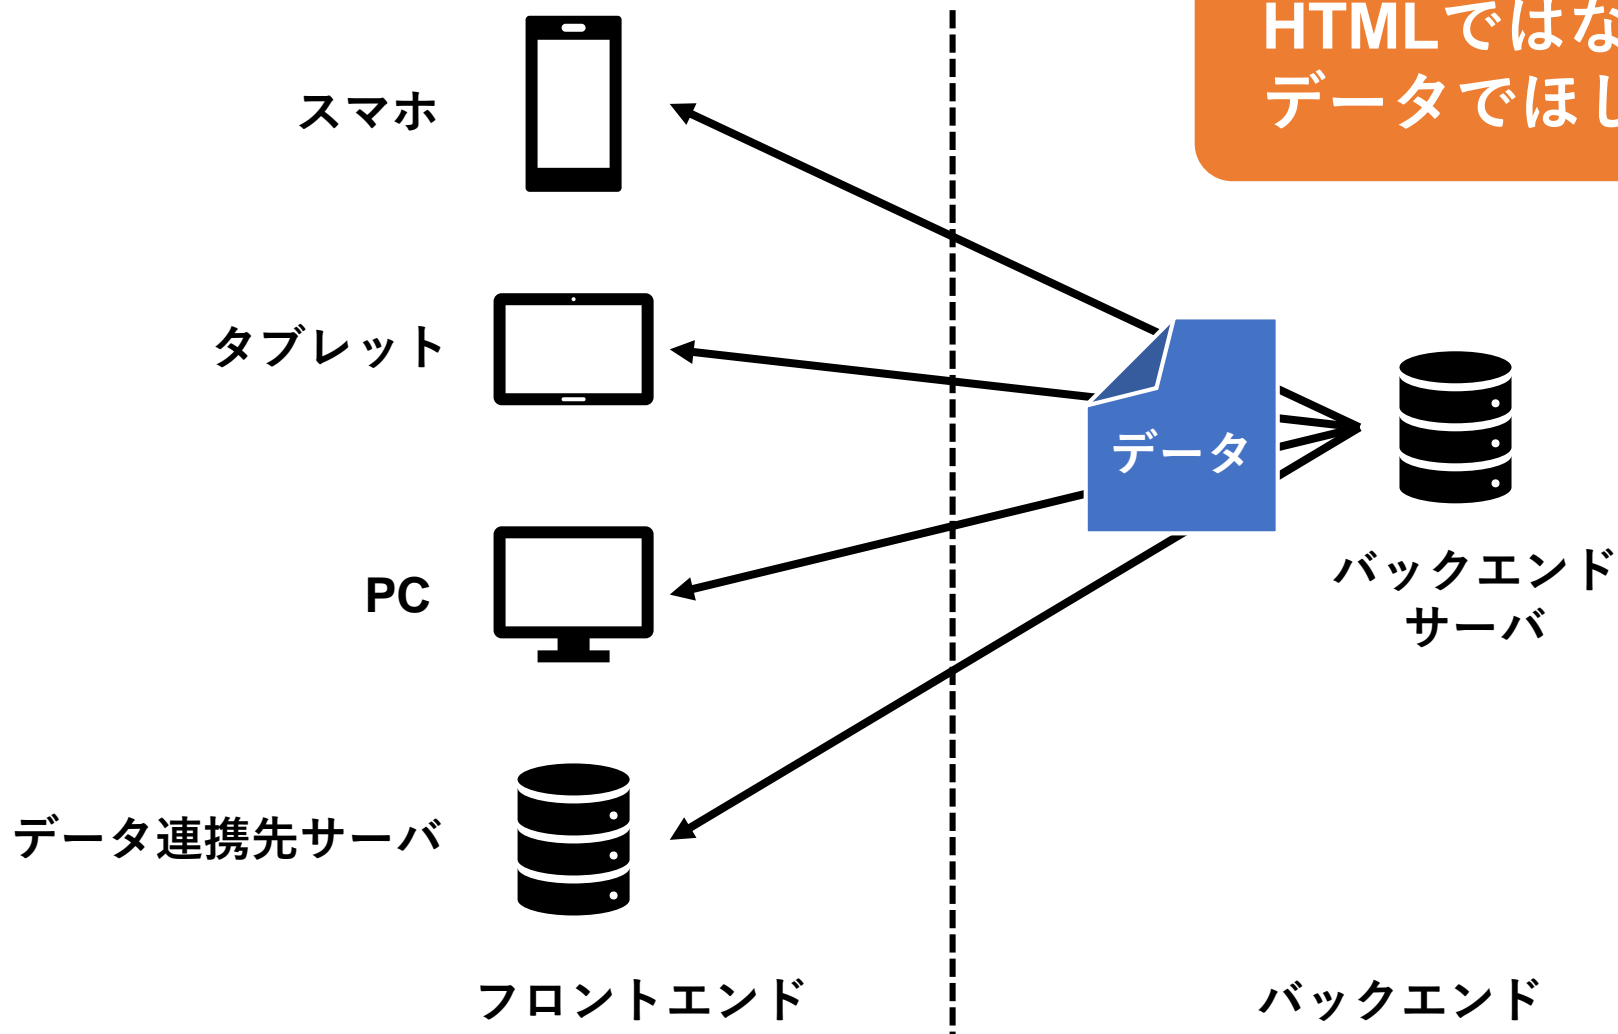 HTMLではな
データでほし
スマホ
タブレット
データ
バックエンド
サーバ
PC
データ連携先サーバ
フロントエンド
バックエンド